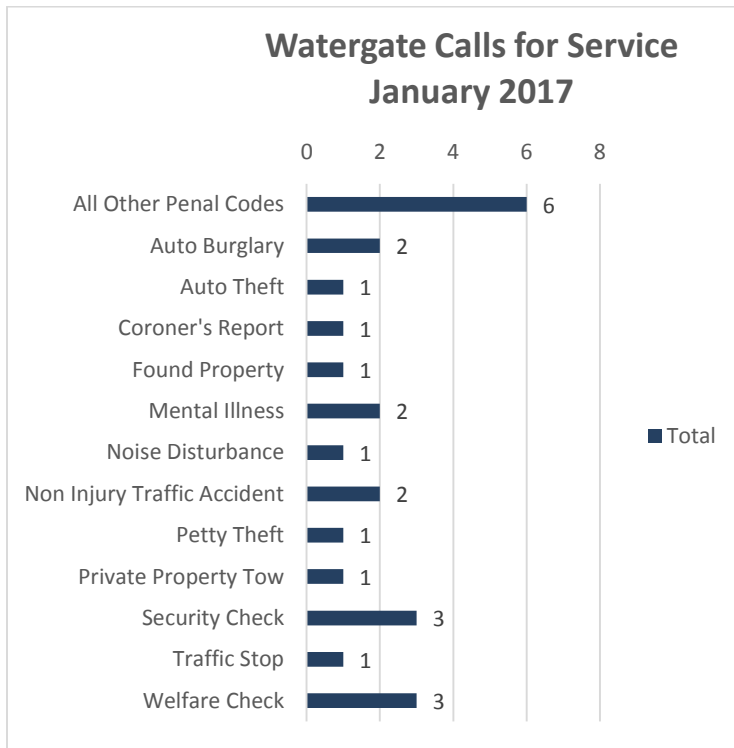 Watergate Calls for Service
January 2017
0 2 4 6 8
All Other Penal Codes 6
Auto Burglary 2
Auto Theft 1
Coroner's Report 1
Found Property 1
Mental Illness 2
Noise Disturbance 1
Total
Non Injury Traffic Accident 2
Petty Theft 1
Private Property Tow 1
Security Check 3
Traffic Stop 1
Welfare Check 3